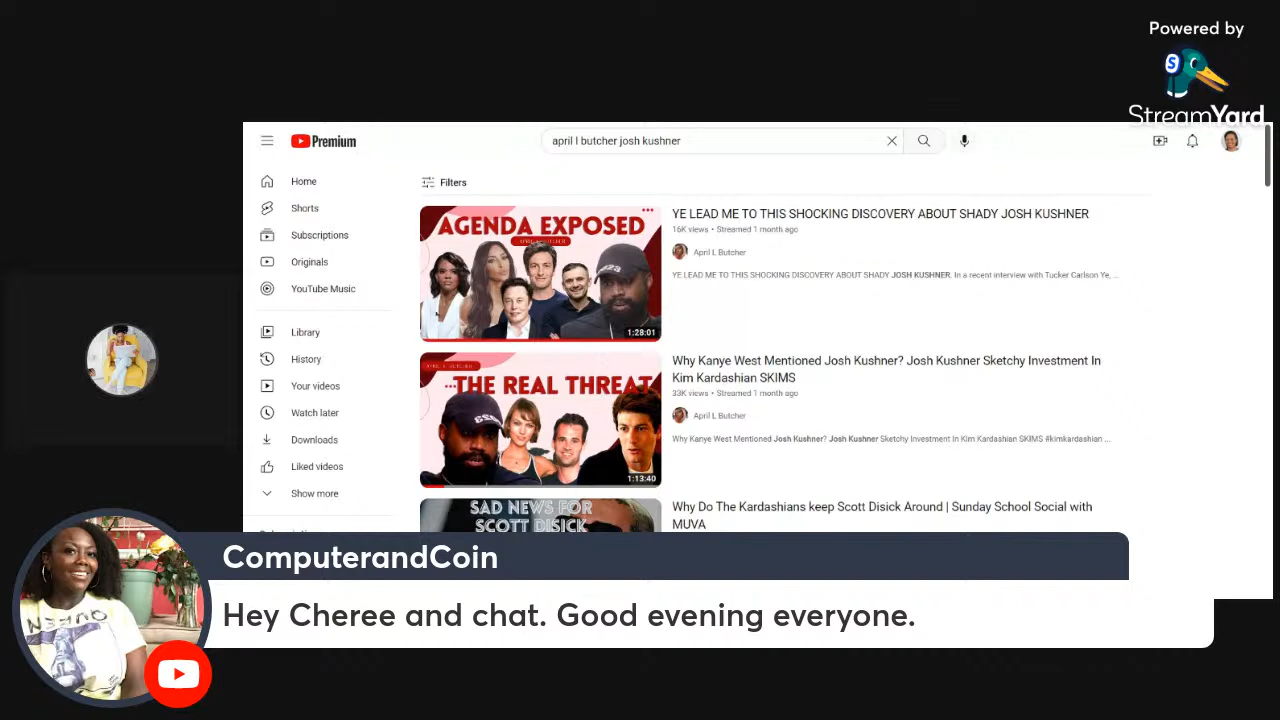 Powered by
StreamYard
Premium
april l butcher josh kushner
Home
Shorts
Subscriptions
Originals
YouTube Music
Library
History
Your videos
Watch later
Downloads
Liked videos
Show more
Filters
AGENDA EXPOSED
APRIL L BUTCHER
2023
1:28:01
YE LEAD ME TO THIS SHOCKING DISCOVERY ABOUT SHADY JOSH KUSHNER
16K views • Streamed 1 month ago
April L Butcher
YE LEAD ME TO THIS SHOCKING DISCOVERY ABOUT SHADY JOSH KUSHNER. In a recent interview with Tucker Carlson Ye, ...
APRIL L BUTCHER
...THE REAL THREAT
1:13:40
Why Kanye West Mentioned Josh Kushner? Josh Kushner Sketchy Investment In
Kim Kardashian SKIMS
33K views • Streamed 1 month ago
April L Butcher
Why Kanye West Mentioned Josh Kushner? Josh Kushner Sketchy Investment In Kim Kardashian SKIMS #kimkardashian ...
SAD NEWS FOR
SCOTT DISICK
Why Do The Kardashians keep Scott Disick Around | Sunday School Social with
MUVA
ComputerandCoin
Hey Cheree and chat. Good evening everyone.